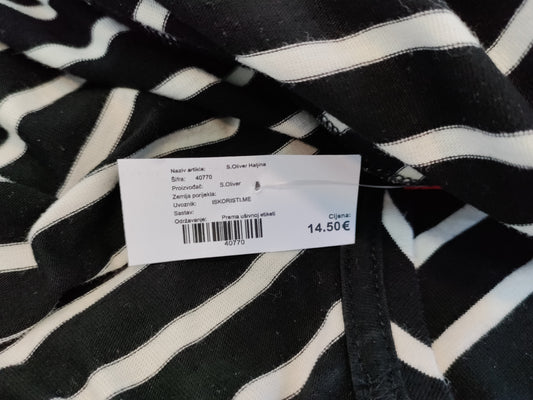 Naziv artikla: S.Oliver Haljina
Šifra: 40770
Proizvođač: S.Oliver
Zemlja porijekla:
Uvoznik: ISKORISTI.ME
Sastav:
Održavanje: Prema ušivnoj etiketi
Cijena:
14.50€
40770